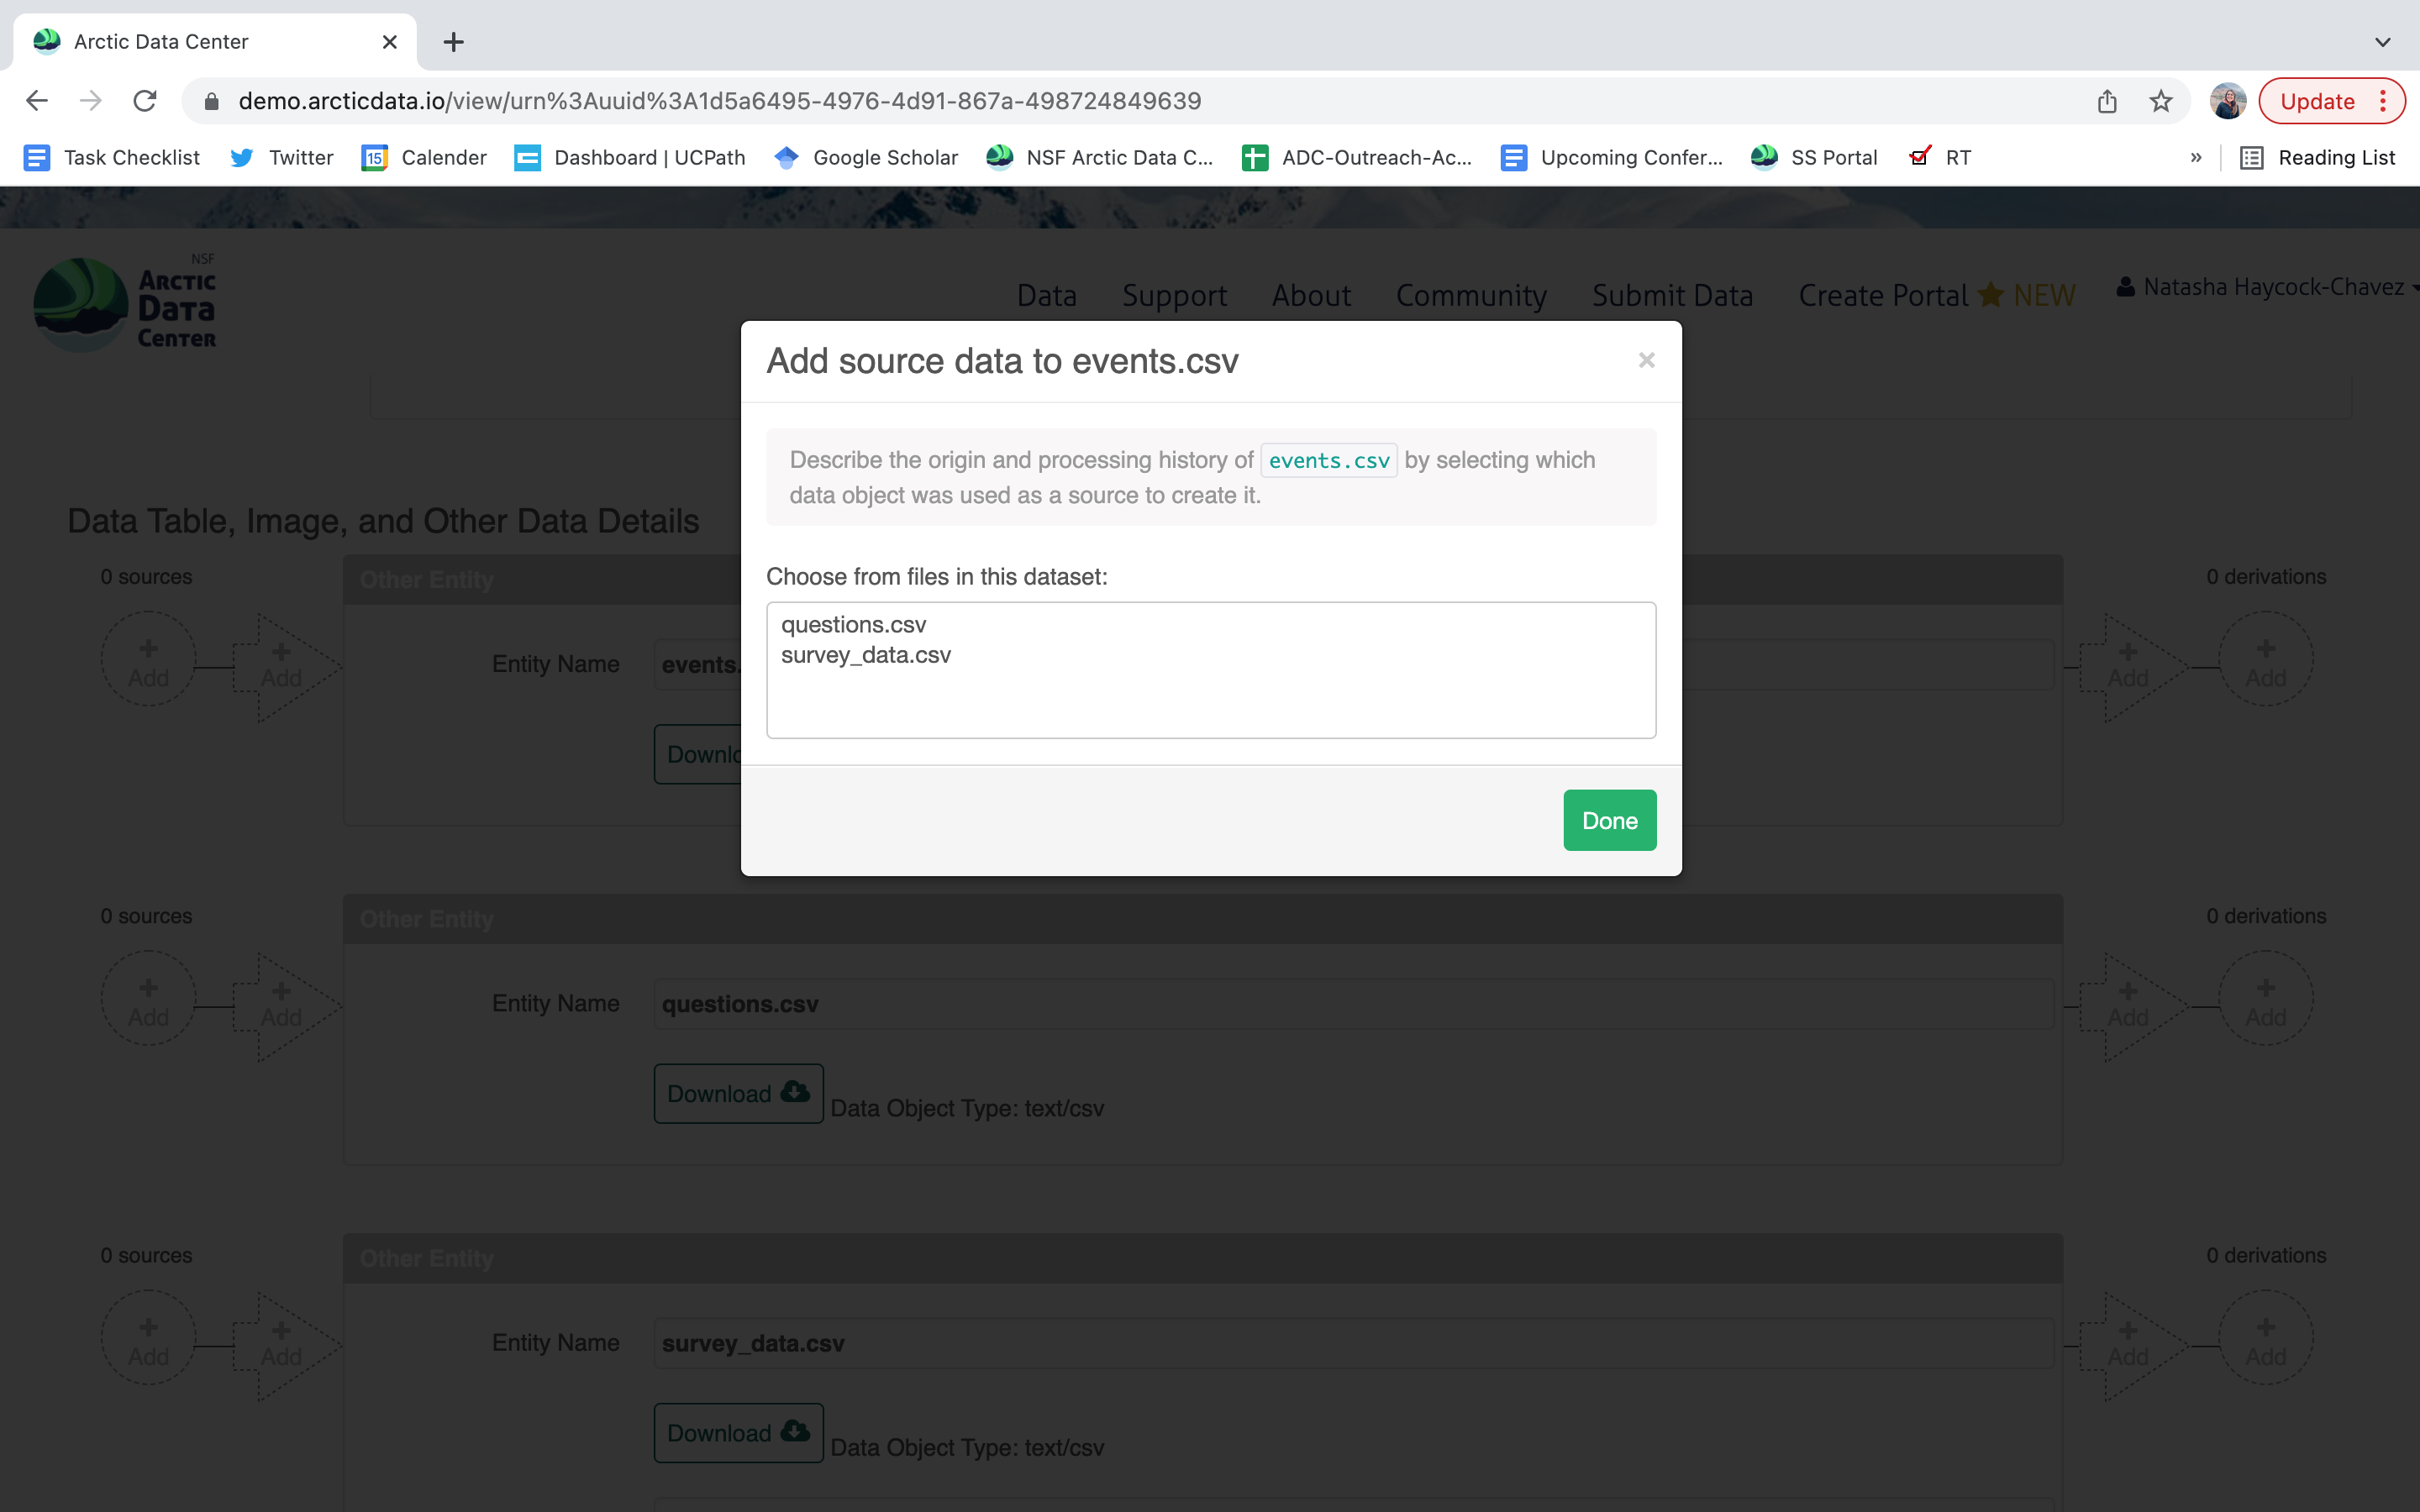 Arctic Data Center
demo.arcticdata.io/view/urn%3Auuid%3A1d5a6495-4976-4d91-867a-498724849639
Update
Task Checklist
Twitter
15
Calender
Dashboard | UCPath
Google Scholar
NSF Arctic Data C...
ADC-Outreach-Ac...
Upcoming Confer...
SS Portal
RT
»
Reading List
NSF
ARCTIC
DATA
CENTER
Data
Support
About
Community
Submit Data
Create Portal
NEW
Natasha Haycock-Chavez
Add source data to events.csv
×
Describe the origin and processing history of events.csv by selecting which
data object was used as a source to create it.
Choose from files in this dataset:
questions.csv
survey_data.csv
Done
Data Table, Image, and Other Data Details
0 sources
Other Entity
0 derivations
Add
Add
Entity Name
events.
Add
Add
Downlo
0 sources
Other Entity
0 derivations
Add
Add
Entity Name
questions.csv
Add
Add
Download
Data Object Type: text/csv
0 sources
Other Entity
0 derivations
Add
Add
Entity Name
survey_data.csv
Add
Add
Download
Data Object Type: text/csv